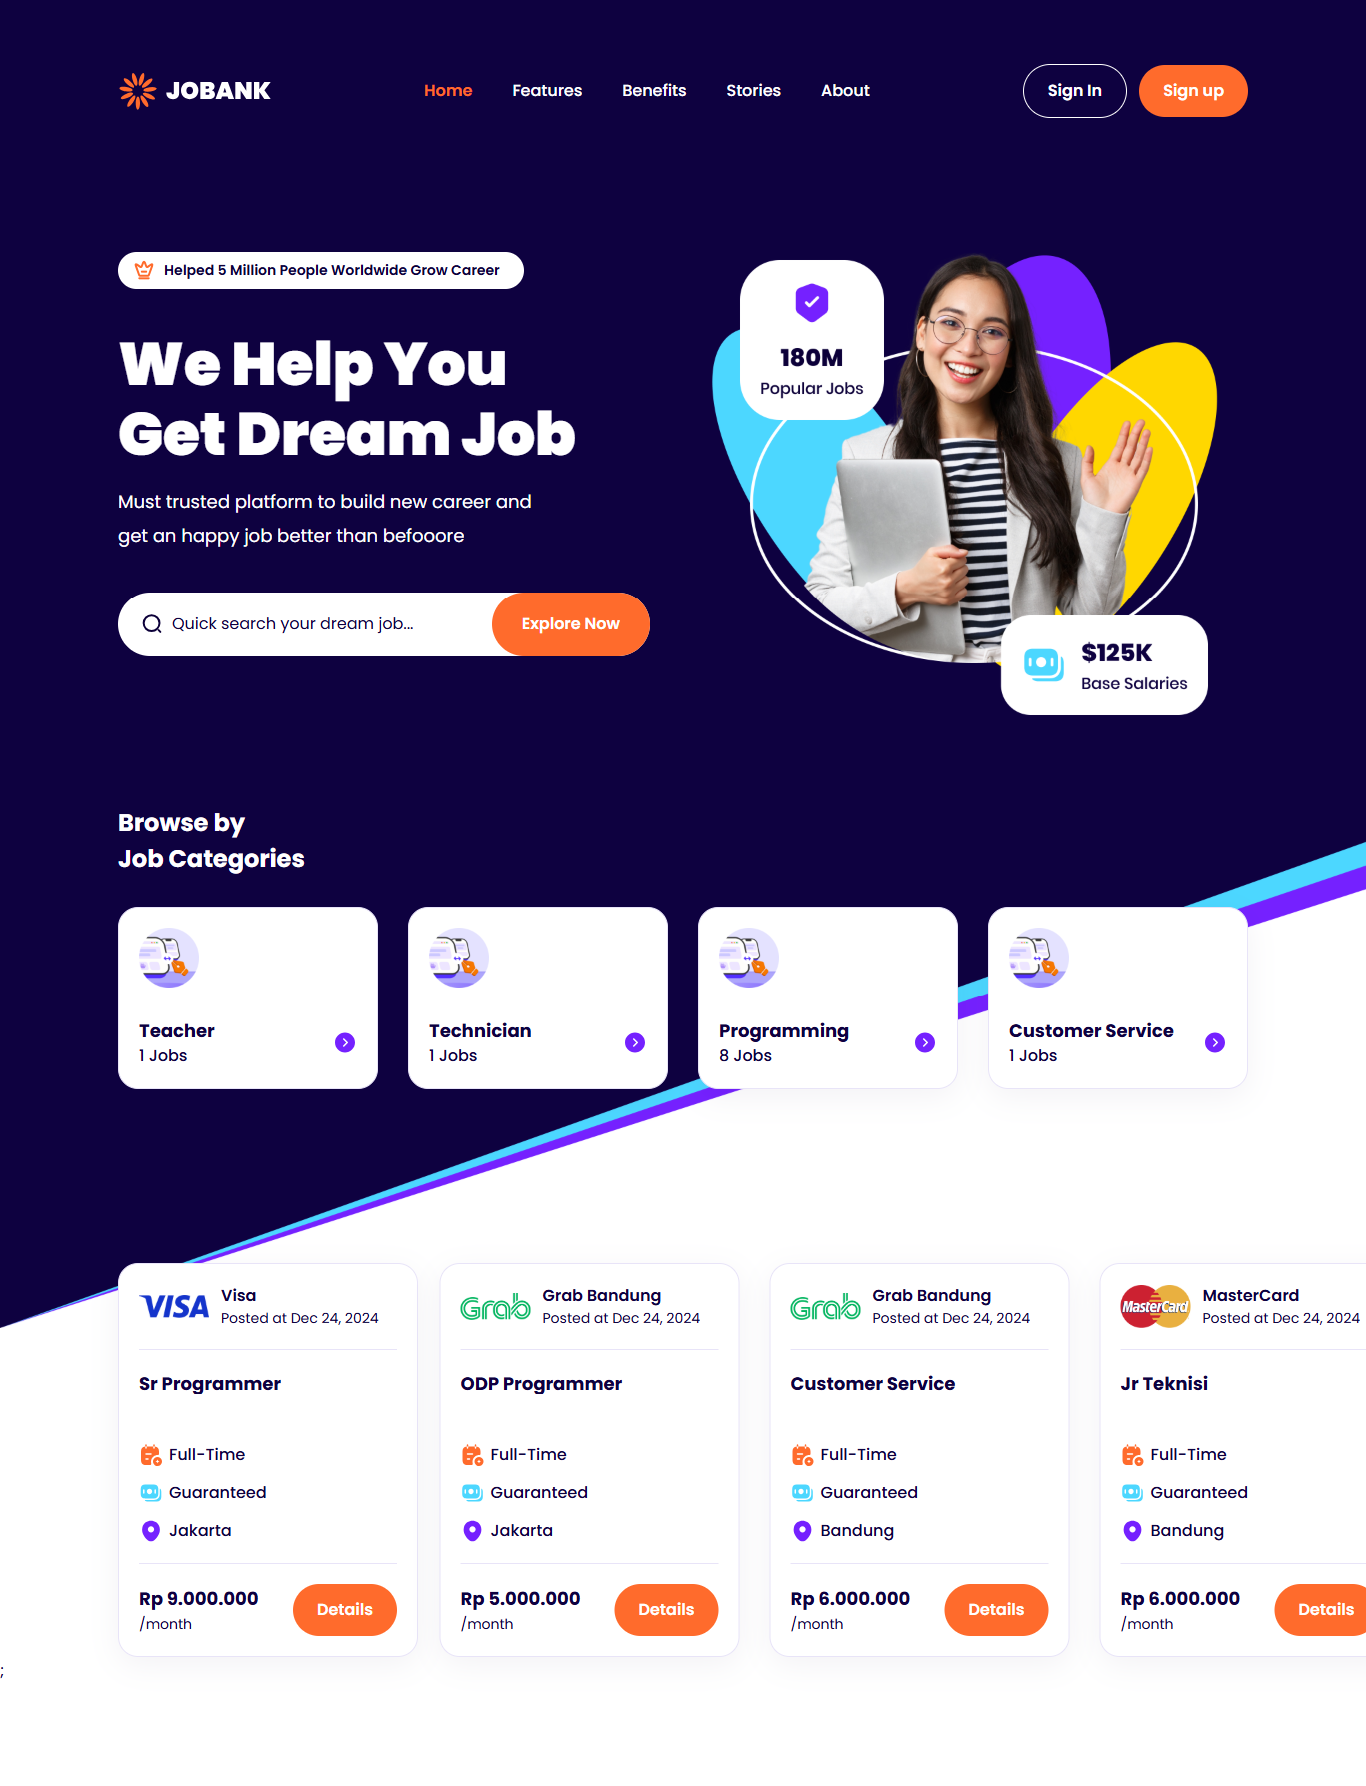 JOBANK
Home Features Benefits Stories About
Sign In Sign up
Helped 5 Million People Worldwide Grow Career
We Help You
Get Dream Job
Must trusted platform to build new career and
get an happy job better than befooore
Quick search your dream job... Explore Now
180M
Popular Jobs
$125K
Base Salaries
Browse by
Job Categories
Teacher
1 Jobs
Technician
1 Jobs
Programming
8 Jobs
Customer Service
1 Jobs
VISA
Visa
Posted at Dec 24, 2024
Sr Programmer
Full-Time
Guaranteed
Jakarta
Rp 9.000.000
/month
Details
Grab
Grab Bandung
Posted at Dec 24, 2024
ODP Programmer
Full-Time
Guaranteed
Jakarta
Rp 5.000.000
/month
Details
Grab
Grab Bandung
Posted at Dec 24, 2024
Customer Service
Full-Time
Guaranteed
Bandung
Rp 6.000.000
/month
Details
MasterCard
MasterCard
Posted at Dec 24, 2024
Jr Teknisi
Full-Time
Guaranteed
Bandung
Rp 6.000.000
/month
Details
;